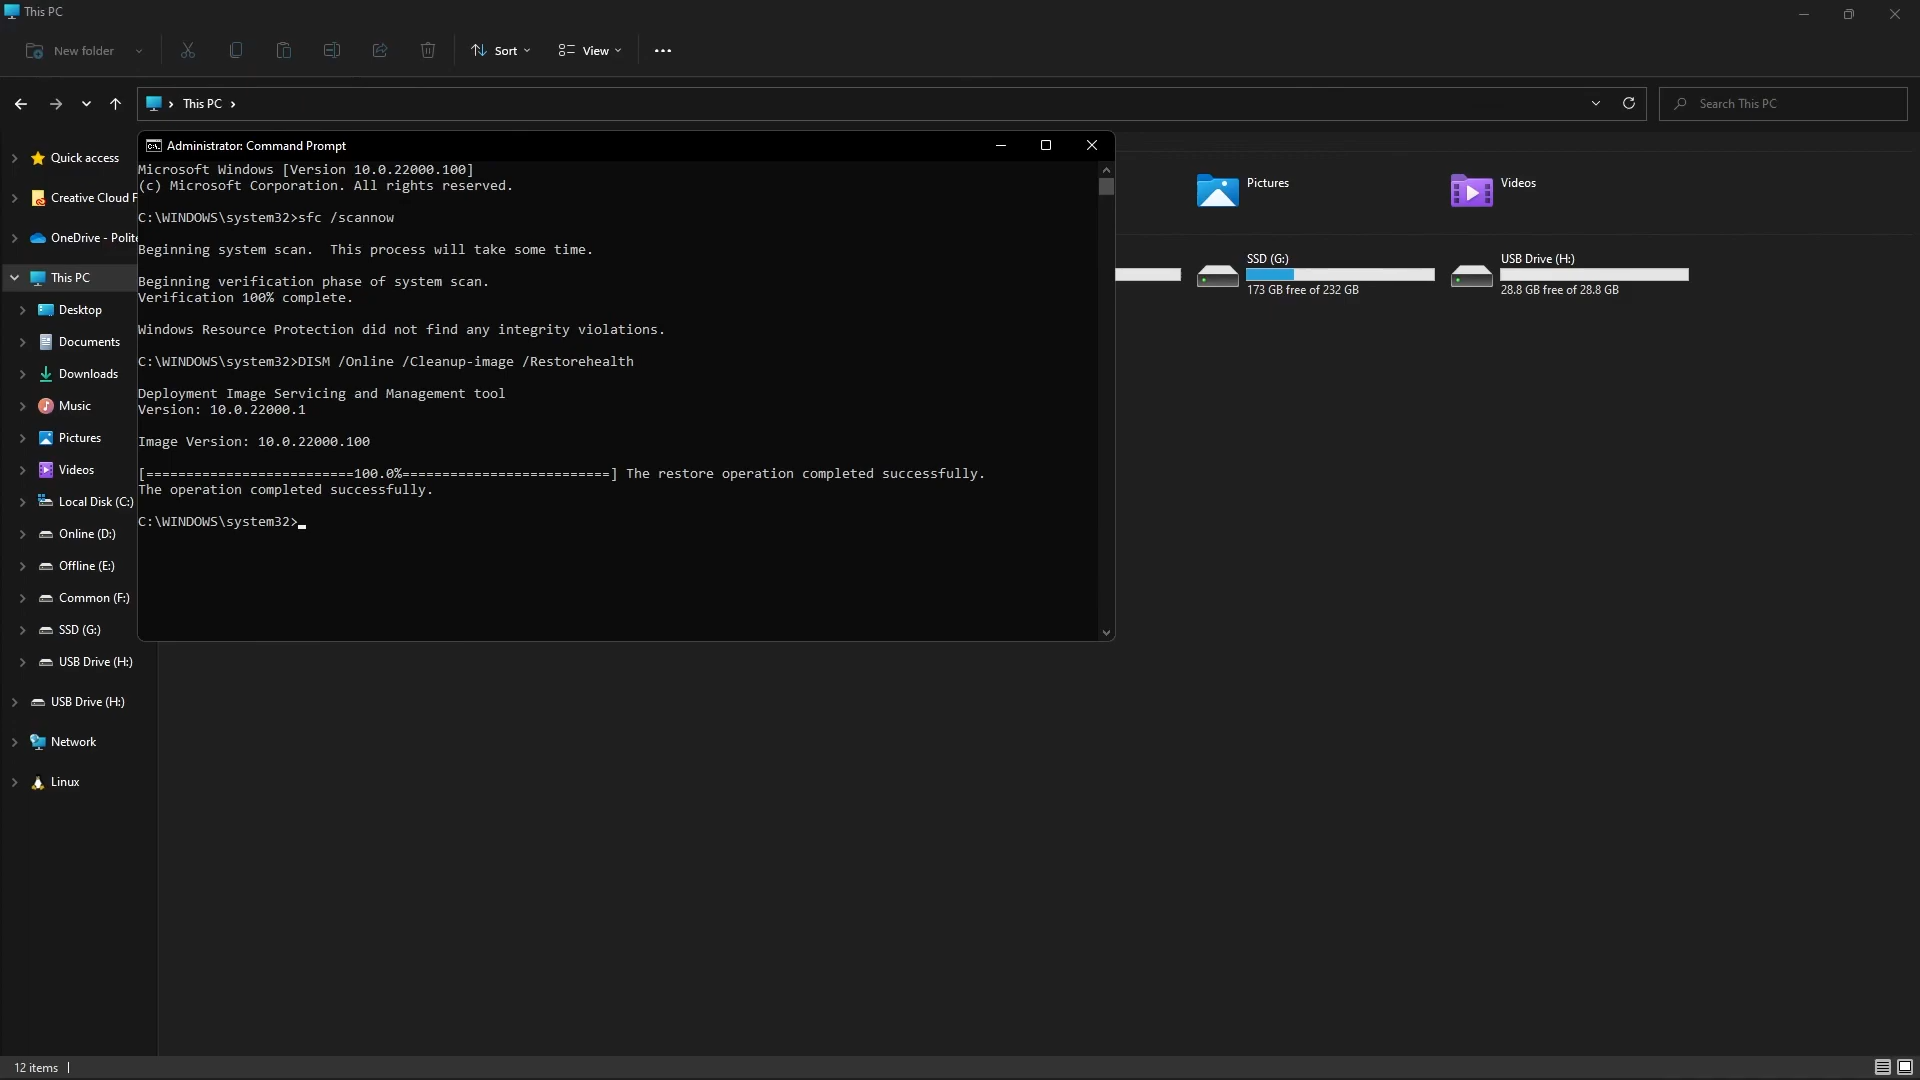 This PC
New folder
Sort
View
This PC
Search This PC
Quick access
Creative Cloud F
OneDrive - Polite
This PC
Desktop
Documents
Downloads
Music
Pictures
Videos
Local Disk (C:)
Online (D:)
Offline (E:)
Common (F:)
SSD (G:)
USB Drive (H:)
USB Drive (H:)
Network
Linux
Administrator: Command Prompt
Microsoft Windows [Version 10.0.22000.100]
(c) Microsoft Corporation. All rights reserved.
C:\WINDOWS\system32>sfc /scannow
Beginning system scan.  This process will take some time.
Beginning verification phase of system scan.
Verification 100% complete.
Windows Resource Protection did not find any integrity violations.
C:\WINDOWS\system32>DISM /Online /Cleanup-image /Restorehealth
Deployment Image Servicing and Management tool
Version: 10.0.22000.1
Image Version: 10.0.22000.100
[==========================100.0%==========================] The restore operation completed successfully.
The operation completed successfully.
C:\WINDOWS\system32>
Pictures
Videos
SSD (G:)
173 GB free of 232 GB
USB Drive (H:)
28.8 GB free of 28.8 GB
12 items